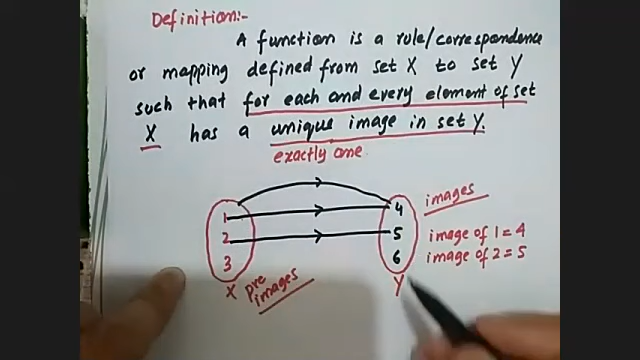 Definition:-
A function is a rule/correspondence
or mapping defined from set X to set Y
such that for each and every element of set
X has a unique image in set Y.
exactly one
1
2
3
X
pre images
4
5
6
Y
images
image of 1 = 4
image of 2 = 5